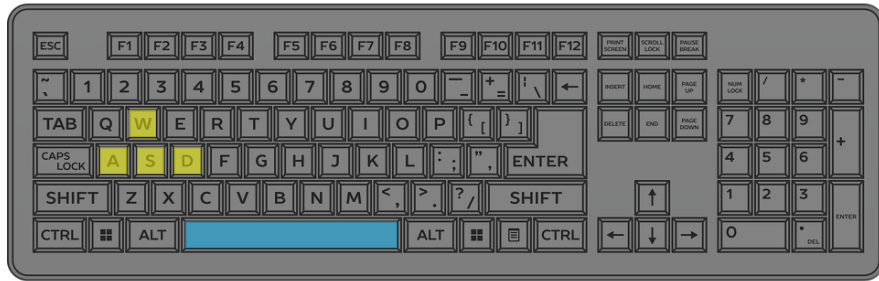 ESC F1 F2 F3 F4 F5 F6 F7 F8 F9 F10 F11 F12 PRINT SCREEN SCROLL LOCK PAUSE BREAK
~ ` 1 2 3 4 5 6 7 8 9 0 — – + = ¦ \ ← INSERT HOME PAGE UP NUM LOCK / * -
TAB Q W E R T Y U I O P { [ } ] DELETE END PAGE DOWN 7 8 9 +
CAPS LOCK A S D F G H J K L : ; " , ENTER 4 5 6
SHIFT Z X C V B N M < , > . ? / SHIFT ↑ 1 2 3 ENTER
CTRL ALT ALT CTRL ← ↓ → 0 • DEL